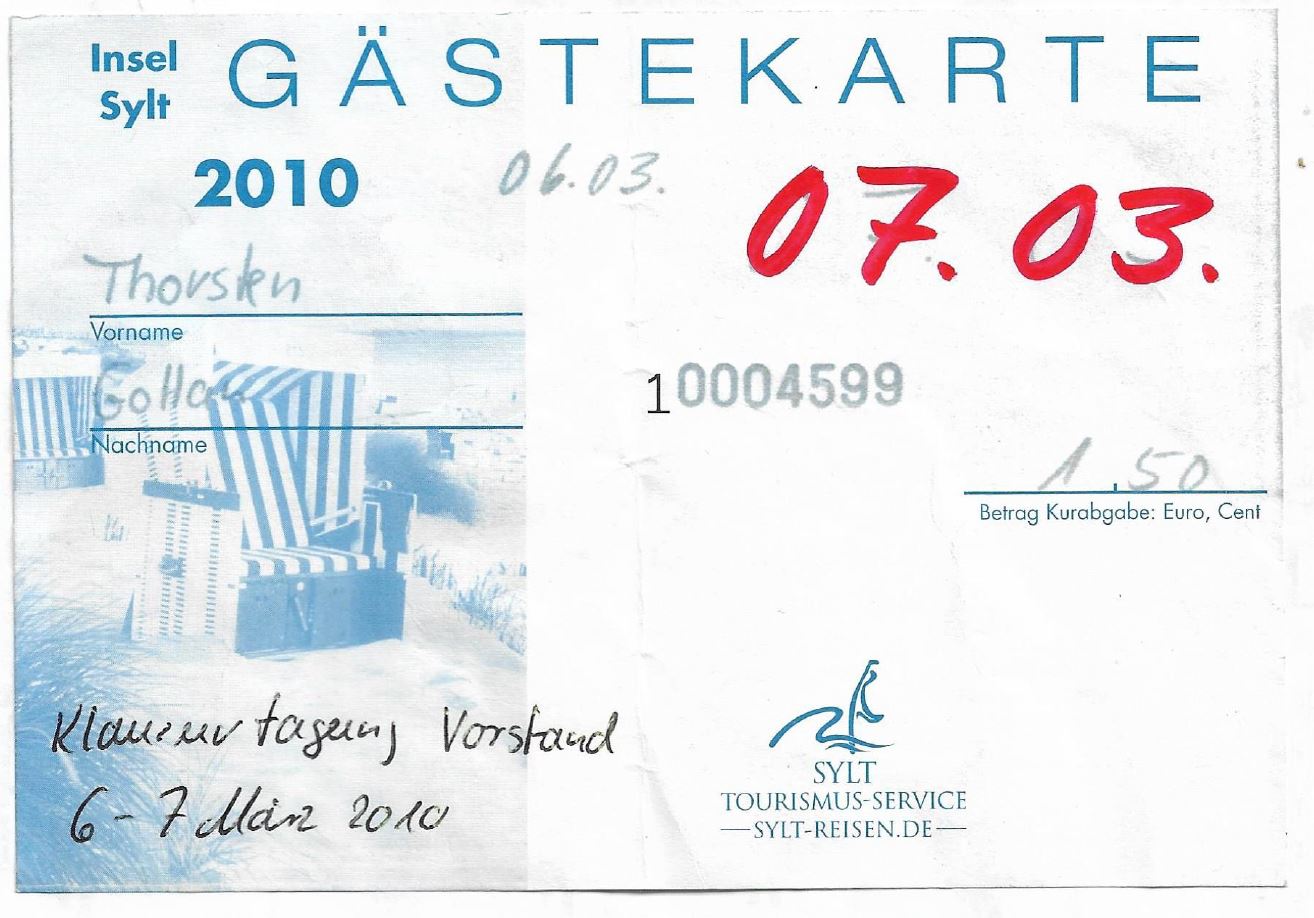 Insel Sylt GÄSTEKARTE
2010 06.03. 07.03.
Thorsten
Vorname
Nachname
10004599
1 50
Betrag Kurabgabe: Euro, Cent
Klausurtagung Vorstand
6 - 7 März 2010
SYLT
TOURISMUS-SERVICE
SYLT-REISEN.DE